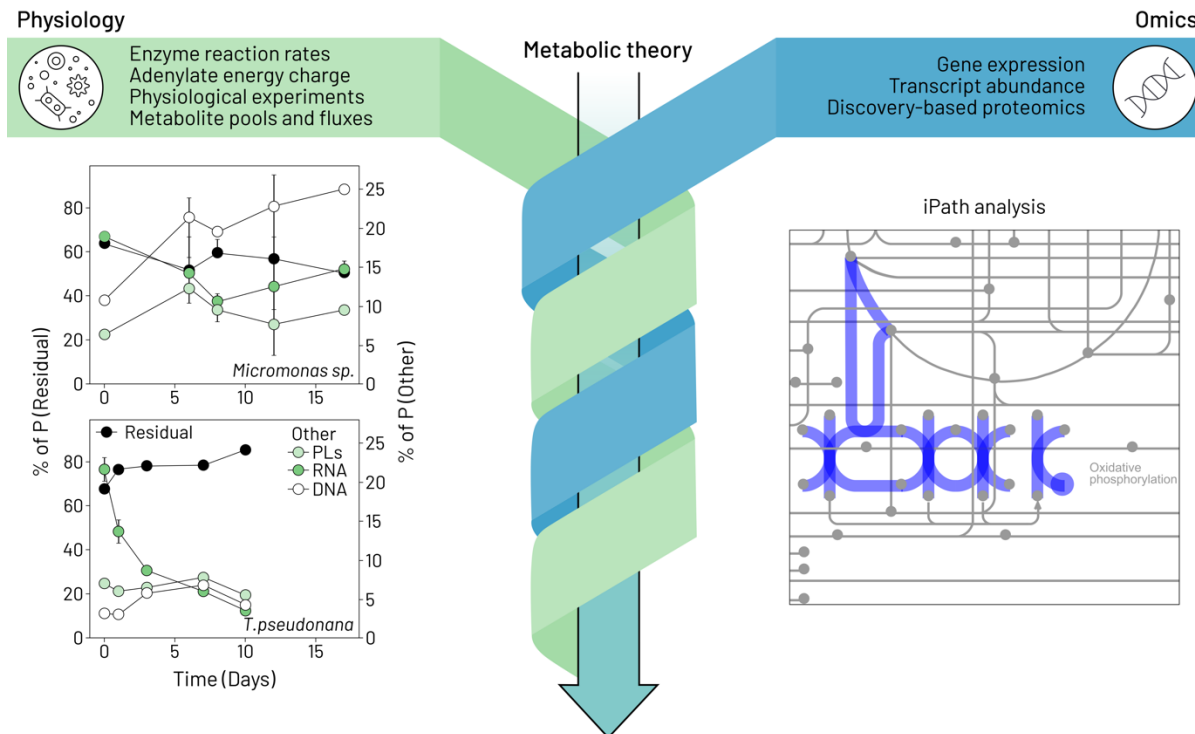 Physiology
Metabolic theory
Omics
Enzyme reaction rates
Adenylate energy charge
Physiological experiments
Metabolite pools and fluxes
Gene expression
Transcript abundance
Discovery-based proteomics
80
60
40
20
0
25
20
15
10
5
0
Micromonas sp.
0 5 10 15
% of P (Residual)
% of P (Other)
Residual
Other
PLs
RNA
DNA
80
60
40
20
0
25
20
15
10
5
0
T.pseudonana
0 5 10 15
Time (Days)
iPath analysis
Oxidative
phosphorylation